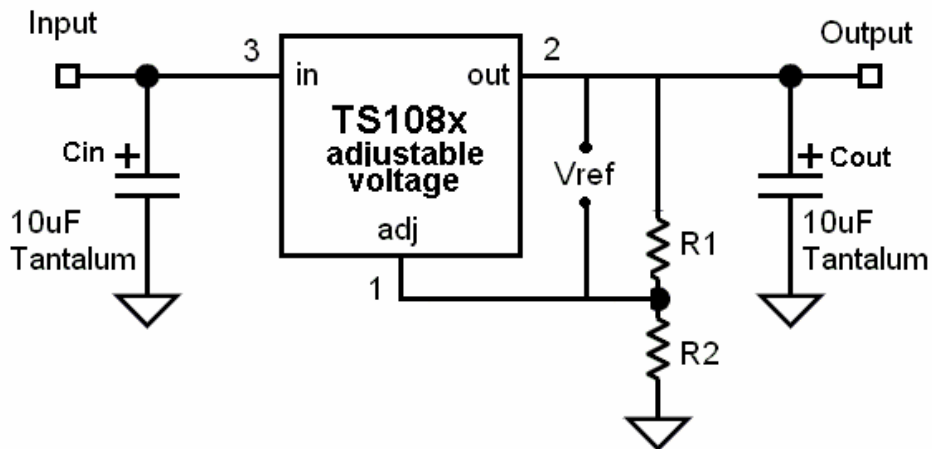 Input
3
in
out
2
Output
TS108x
adjustable
voltage
adj
1
Cin +
10uF
Tantalum
Vref
R1
R2
+ Cout
10uF
Tantalum